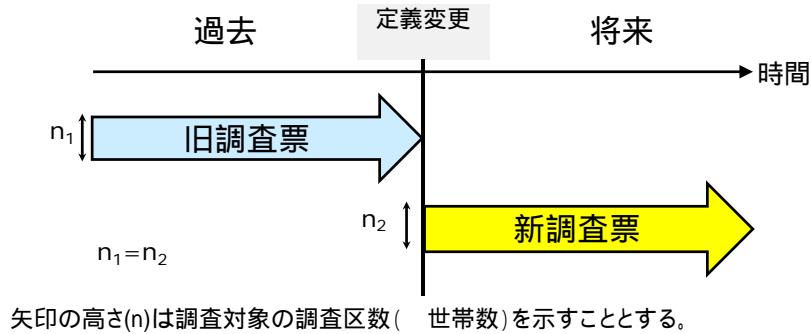 過去
定義変更
将来
時間
n₁
旧調査票
n₂
新調査票
n₁=n₂
矢印の高さ(n)は調査対象の調査区数( 世帯数)を示すこととする。